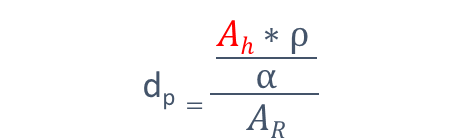 A_h * ρ
α
d_p =
A_R